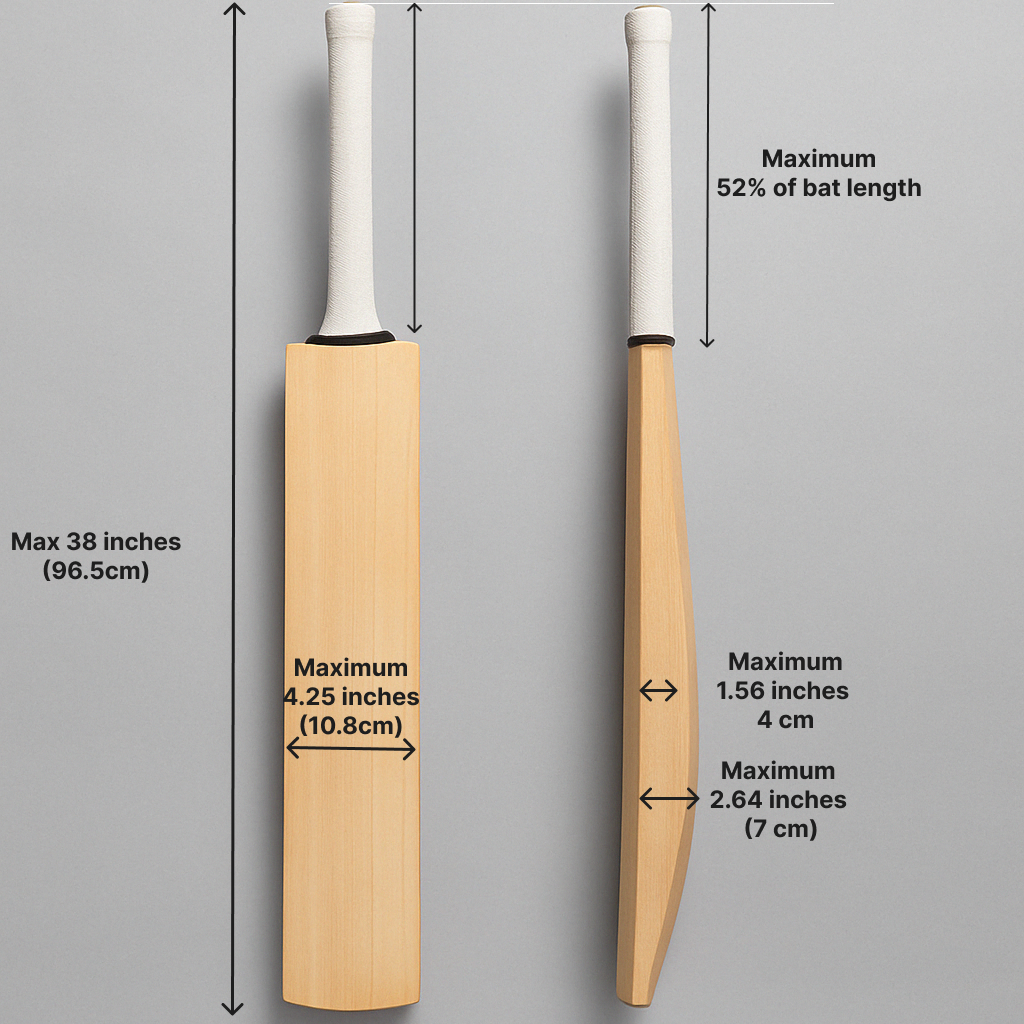 Maximum
52% of bat length
Max 38 inches
(96.5cm)
Maximum
4.25 inches
(10.8cm)
Maximum
1.56 inches
4 cm
Maximum
2.64 inches
(7 cm)